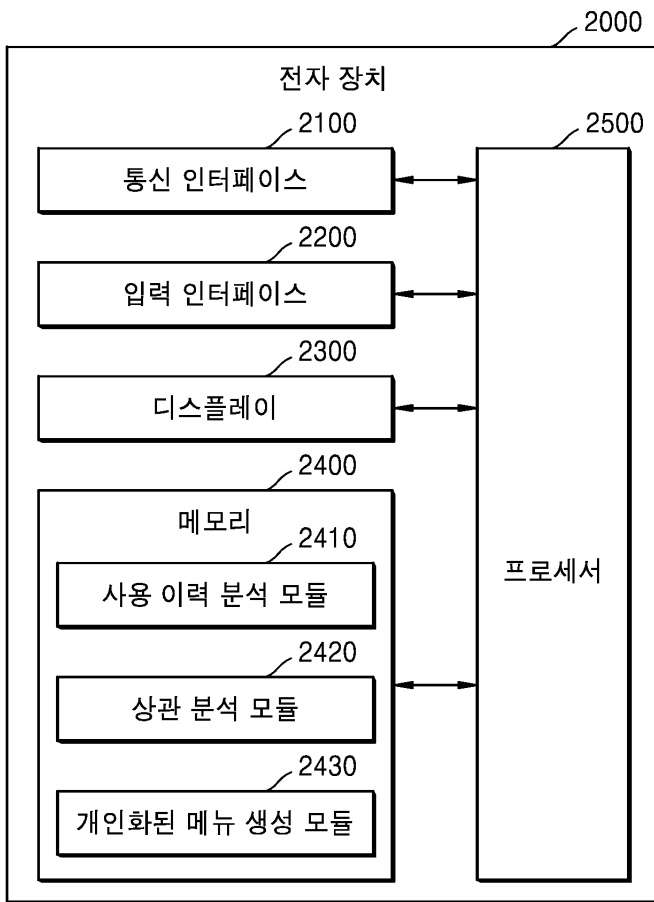 2000
전자 장치
2100
통신 인터페이스
2500
프로세서
2200
입력 인터페이스
2300
디스플레이
2400
메모리
2410
사용 이력 분석 모듈
2420
상관 분석 모듈
2430
개인화된 메뉴 생성 모듈